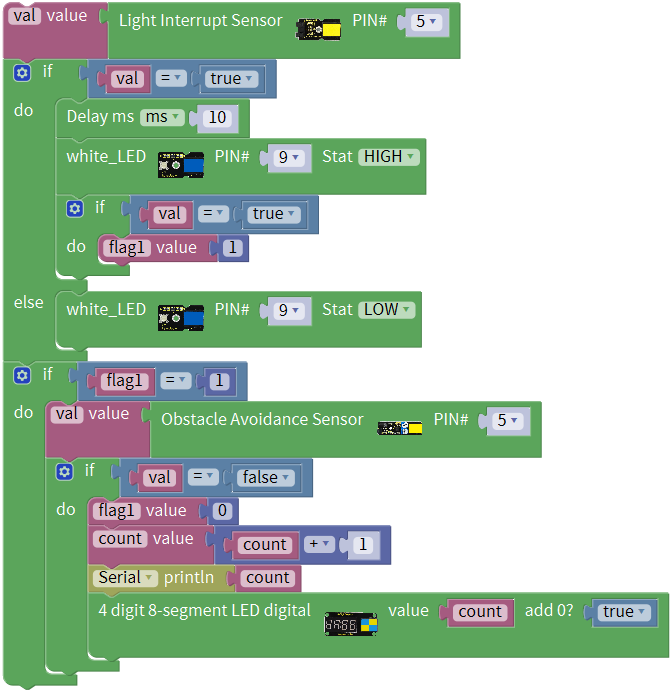 val value Light Interrupt Sensor PIN# 5
if val = true
do Delay ms ms 10
white_LED PIN# 9 Stat HIGH
if val = true
do flag1 value 1
else white_LED PIN# 9 Stat LOW
if flag1 = 1
do val value Obstacle Avoidance Sensor PIN# 5
if val = false
do flag1 value 0
count value count + 1
Serial println count
4 digit 8-segment LED digital value count add 0? true